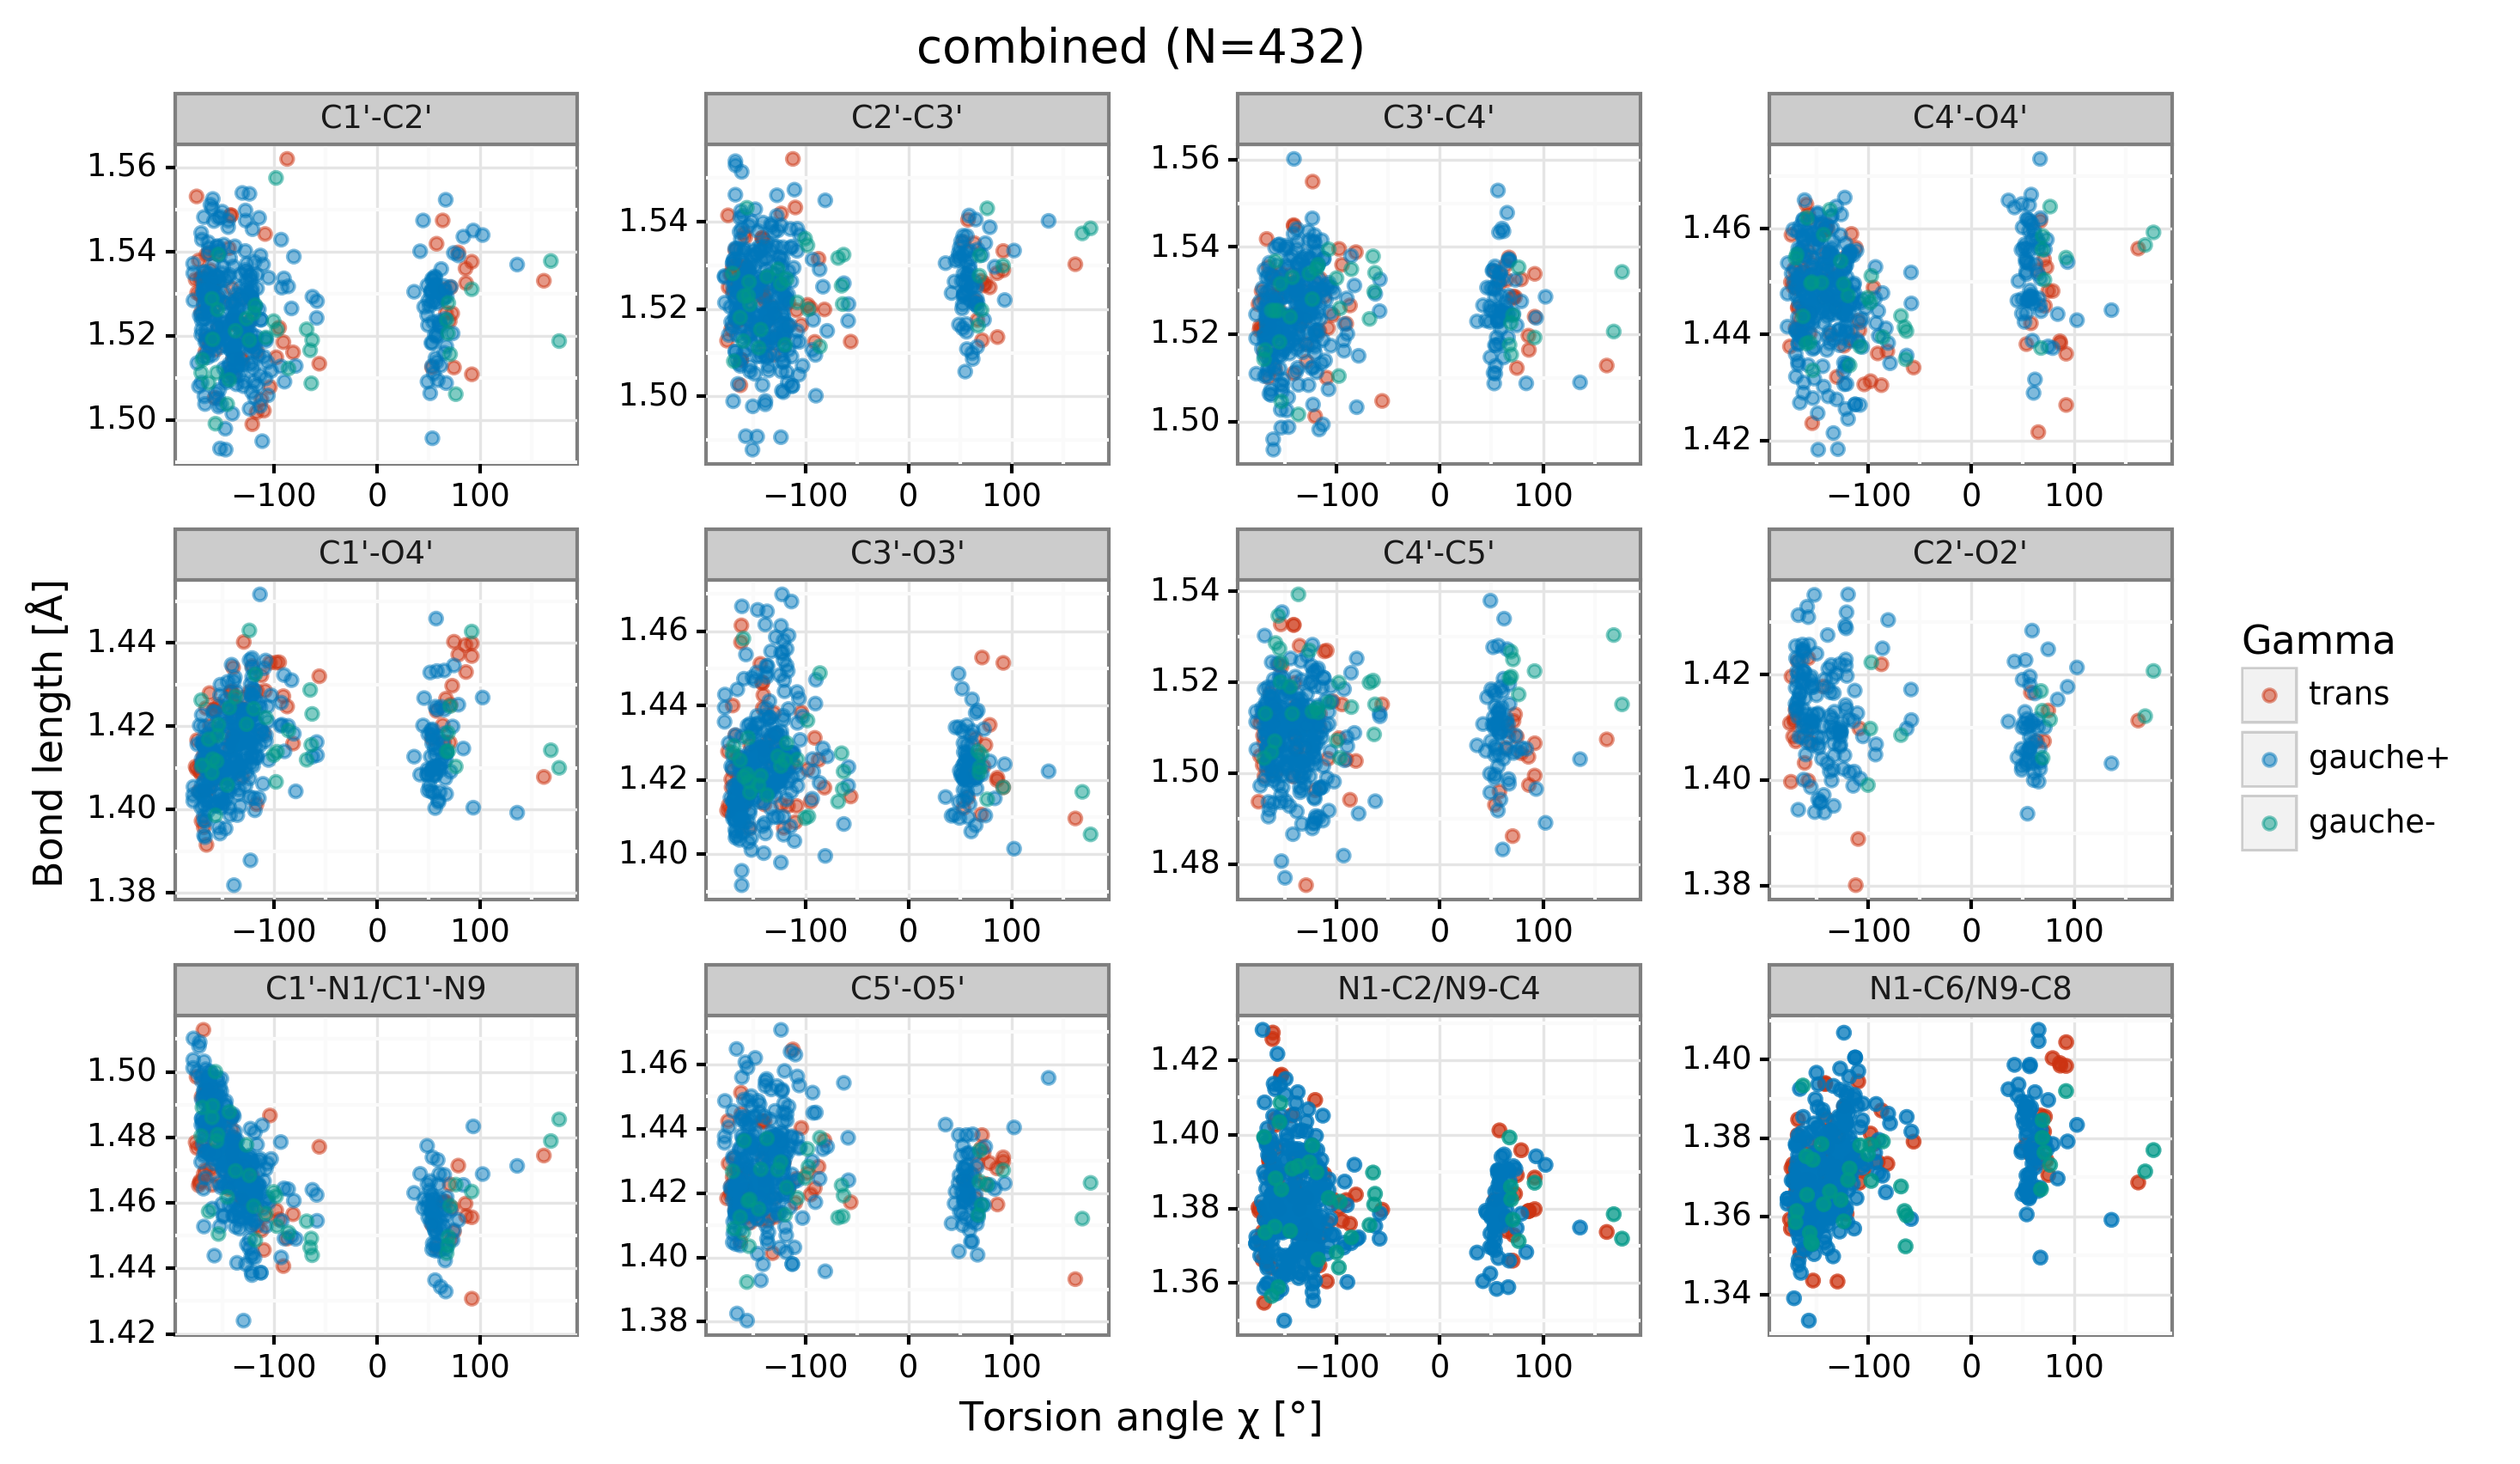 combined (N=432)
C1'-C2' C2'-C3' C3'-C4' C4'-O4'
1.56
1.54
1.52
1.50
−100 0 100
1.54
1.52
1.50
−100 0 100
1.56
1.54
1.52
1.50
−100 0 100
1.46
1.44
1.42
−100 0 100
C1'-O4' C3'-O3' C4'-C5' C2'-O2'
1.44
1.42
1.40
1.38
−100 0 100
1.46
1.44
1.42
1.40
−100 0 100
1.54
1.52
1.50
1.48
−100 0 100
1.42
1.40
1.38
−100 0 100
C1'-N1/C1'-N9 C5'-O5' N1-C2/N9-C4 N1-C6/N9-C8
1.50
1.48
1.46
1.44
1.42
−100 0 100
1.46
1.44
1.42
1.40
1.38
−100 0 100
1.42
1.40
1.38
1.36
−100 0 100
1.40
1.38
1.36
1.34
−100 0 100
Bond length [Å]
Torsion angle χ [°]
Gamma
trans
gauche+
gauche-